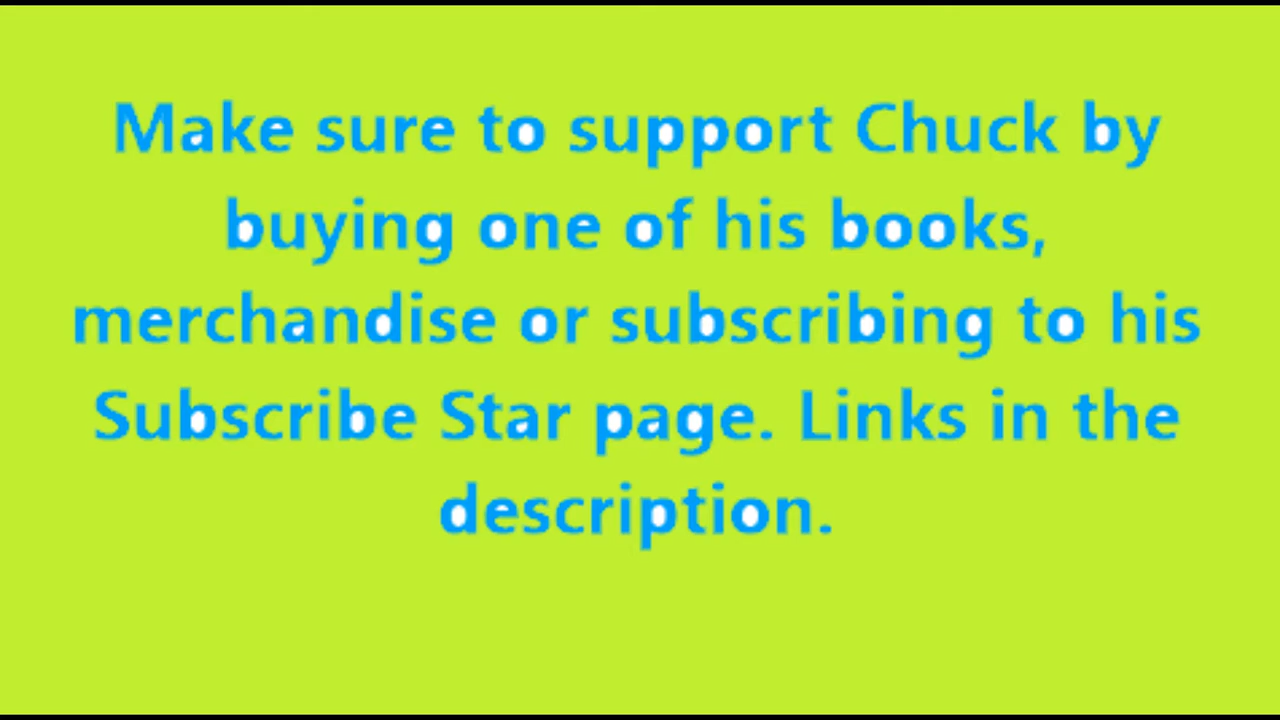 Make sure to support Chuck by
buying one of his books,
merchandise or subscribing to his
Subscribe Star page. Links in the
description.